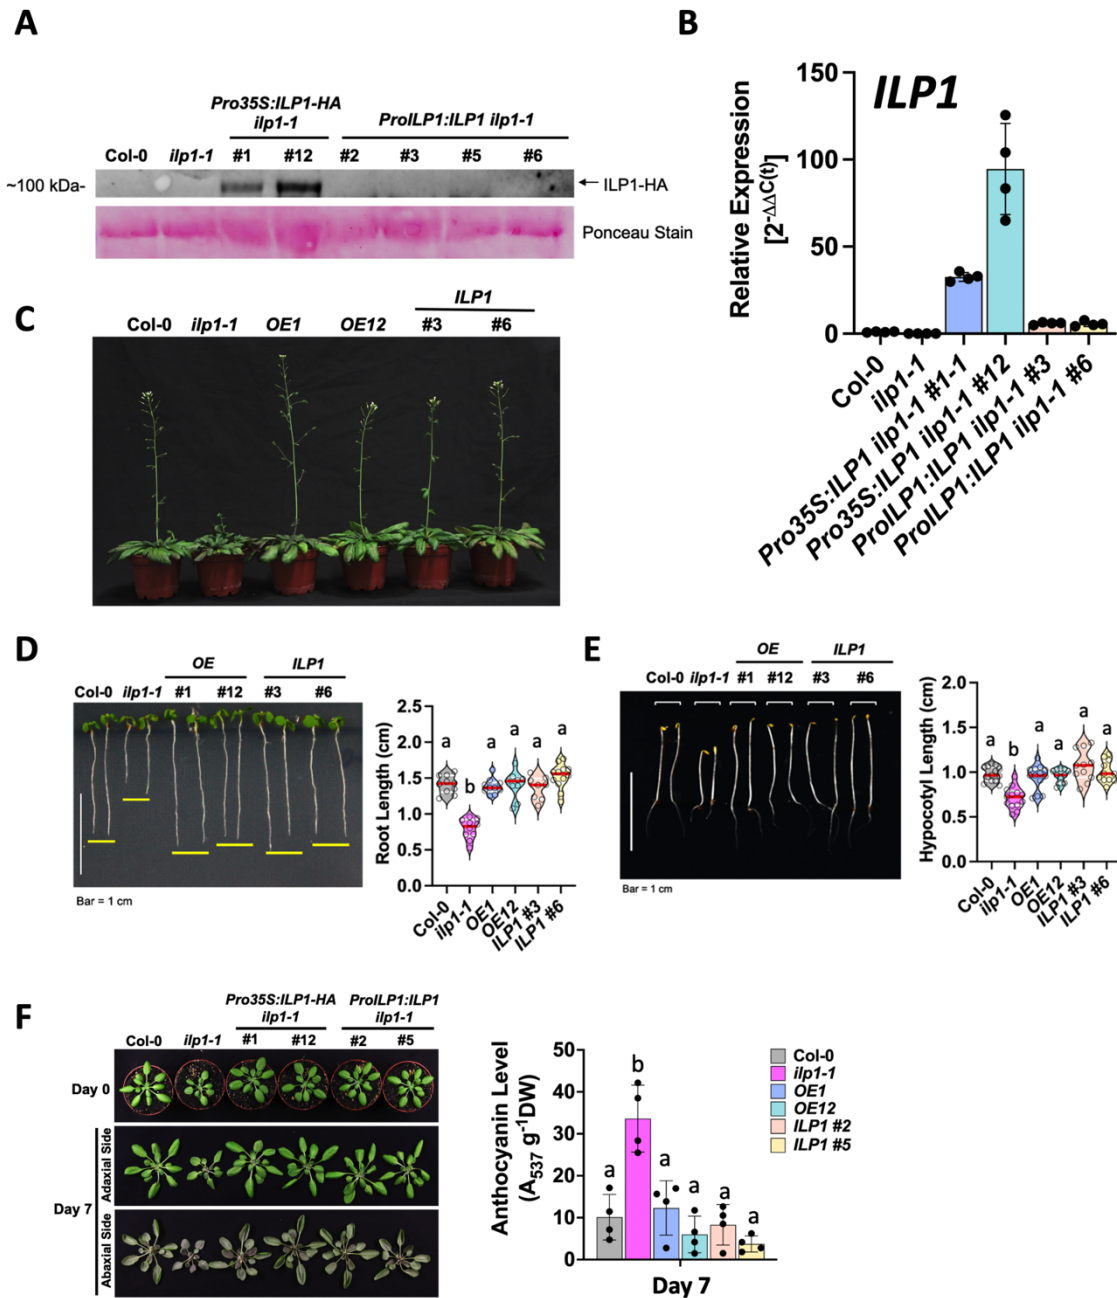 A
Pro35S:ILP1-HA
ilp1-1
ProILP1:ILP1 ilp1-1
Col-0 ilp1-1 #1 #12 #2 #3 #5 #6
~100 kDa-
ILP1-HA
Ponceau Stain
B
ILP1
Relative Expression
[2-ΔΔC(t)]
150
100
50
0
Col-0
ilp1-1
Pro35S:ILP1 ilp1-1 #1-1
Pro35S:ILP1 ilp1-1 #12
ProILP1:ILP1 ilp1-1 #3
ProILP1:ILP1 ilp1-1 #6
C
ILP1
Col-0 ilp1-1 OE1 OE12 #3 #6
D
OE ILP1
Col-0 ilp1-1 #1 #12 #3 #6
Bar = 1 cm
Root Length (cm)
2.0
1.5
1.0
0.5
0.0
a b a a a a
Col-0
ilp1-1
OE1
OE12
ILP1 #3
ILP1 #6
E
OE ILP1
Col-0 ilp1-1 #1 #12 #3 #6
Bar = 1 cm
Hypocotyl Length (cm)
2.0
1.5
1.0
0.5
0.0
a b a a a a
Col-0
ilp1-1
OE1
OE12
ILP1 #3
ILP1 #6
F
Pro35S:ILP1-HA ProILP1:ILP1
ilp1-1 ilp1-1
Col-0 ilp1-1 #1 #12 #2 #5
Day 0
Day 7
Adaxial Side
Abaxial Side
Anthocyanin Level
(A537 g-1DW)
50
40
30
20
10
0
a b a a a a
Day 7
Col-0
ilp1-1
OE1
OE12
ILP1 #2
ILP1 #5